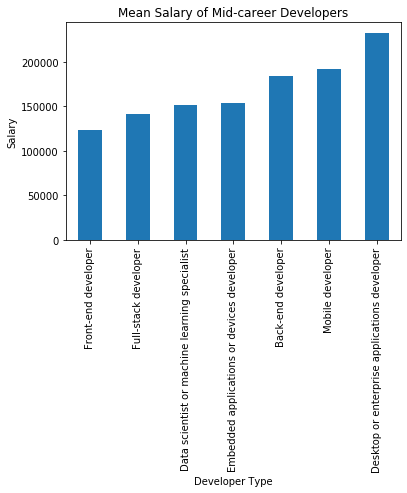 Mean Salary of Mid-career Developers
Salary
200000
150000
100000
50000
0
Front-end developer
Full-stack developer
Data scientist or machine learning specialist
Embedded applications or devices developer
Back-end developer
Mobile developer
Desktop or enterprise applications developer
Developer Type